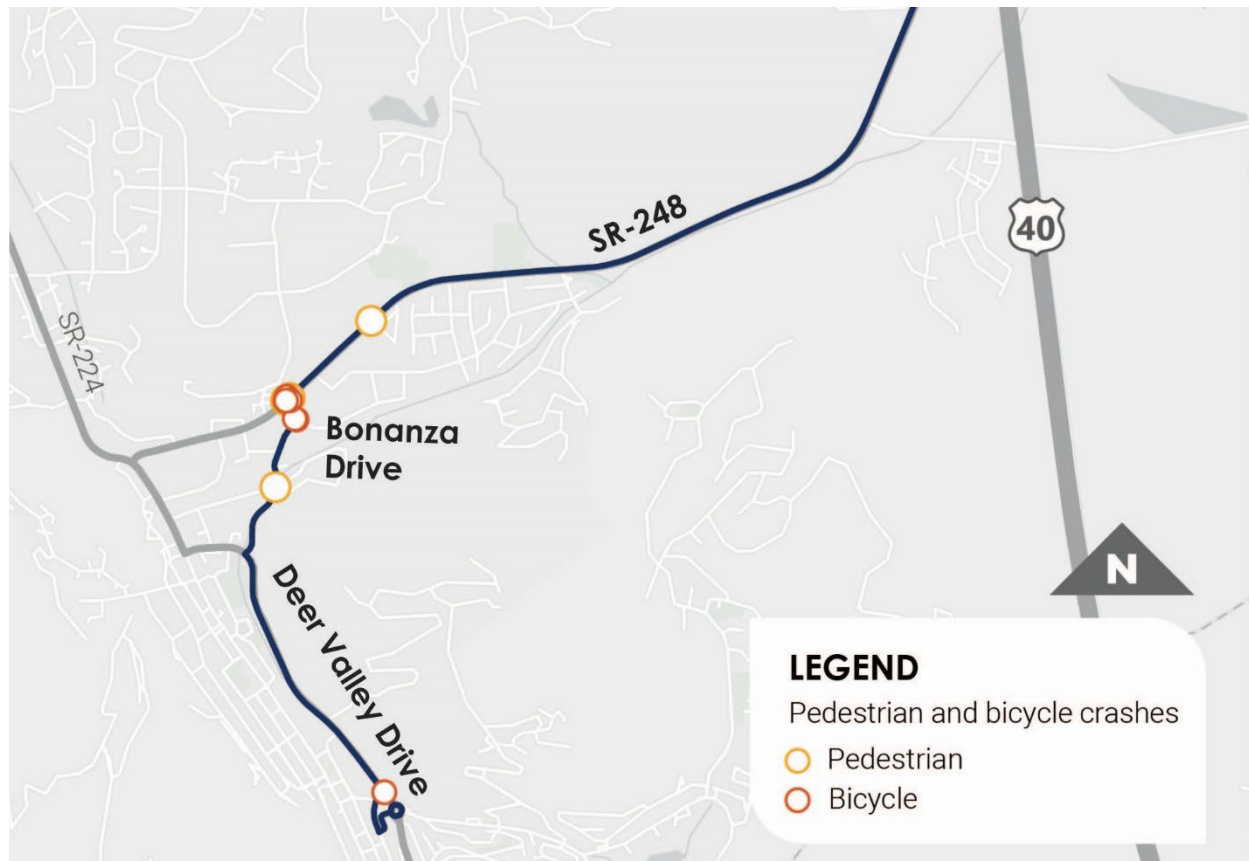 SR-248
40
SR-224
Bonanza
Drive
Deer Valley Drive
N
LEGEND
Pedestrian and bicycle crashes
Pedestrian
Bicycle